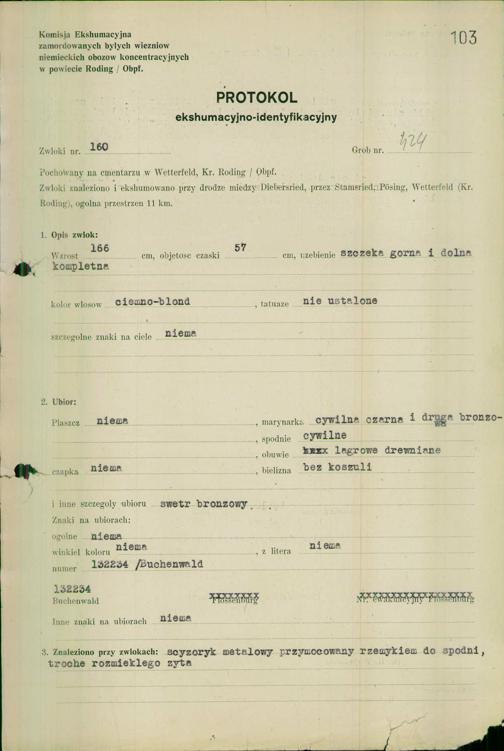 103
Komisja Ekshumacyjna
zamordowanych byłych wiezniow
niemieckich obozow koncentracyjnych
w powiecie Roding / Obpf.
PROTOKOL
ekshumacyjno-identyfikacyjny
Zwloki nr. 160 Grob nr. 424
Pochowany na cmentarzu w Wetterfeld, Kr. Roding / Obpf.
Zwloki znaleziono i ekshumowano przy drodze miedzy Diebersried, przez Stamsried, Pösing, Wetterfeld (Kr.
Roding), ogolna przestrzen 11 km.
1. Opis zwlok:
Wzrost 166 cm, objetosc czaski 57 cm, uzebienie szczeka gorna i dolna
kompletna
kolor wlosow ciemno-blond , tatuaze nie ustalone
szczegolne znaki na ciele niema
2. Ubior:
Plaszcz niema , marynarka cywilna czarna i druga bronzo-
wa
, spodnie cywilne
, obuwie xxxx lagrowe drewniane
czapka niema , bielizna bez koszuli
i inne szczegoly ubioru swetr bronzowy
Znaki na ubiorach:
ogolne niema
winkiel koloru niema , z litera niema
numer 132234 /Buchenwald
132234
Buchenwald Flossenburg Nr. ewakuacyjny Flossenburg
Inne znaki na ubiorach niema
3. Znaleziono przy zwlokach: scyzoryk metalowy przymocowany rzemykiem do spodni,
troche rozmieklego zyta